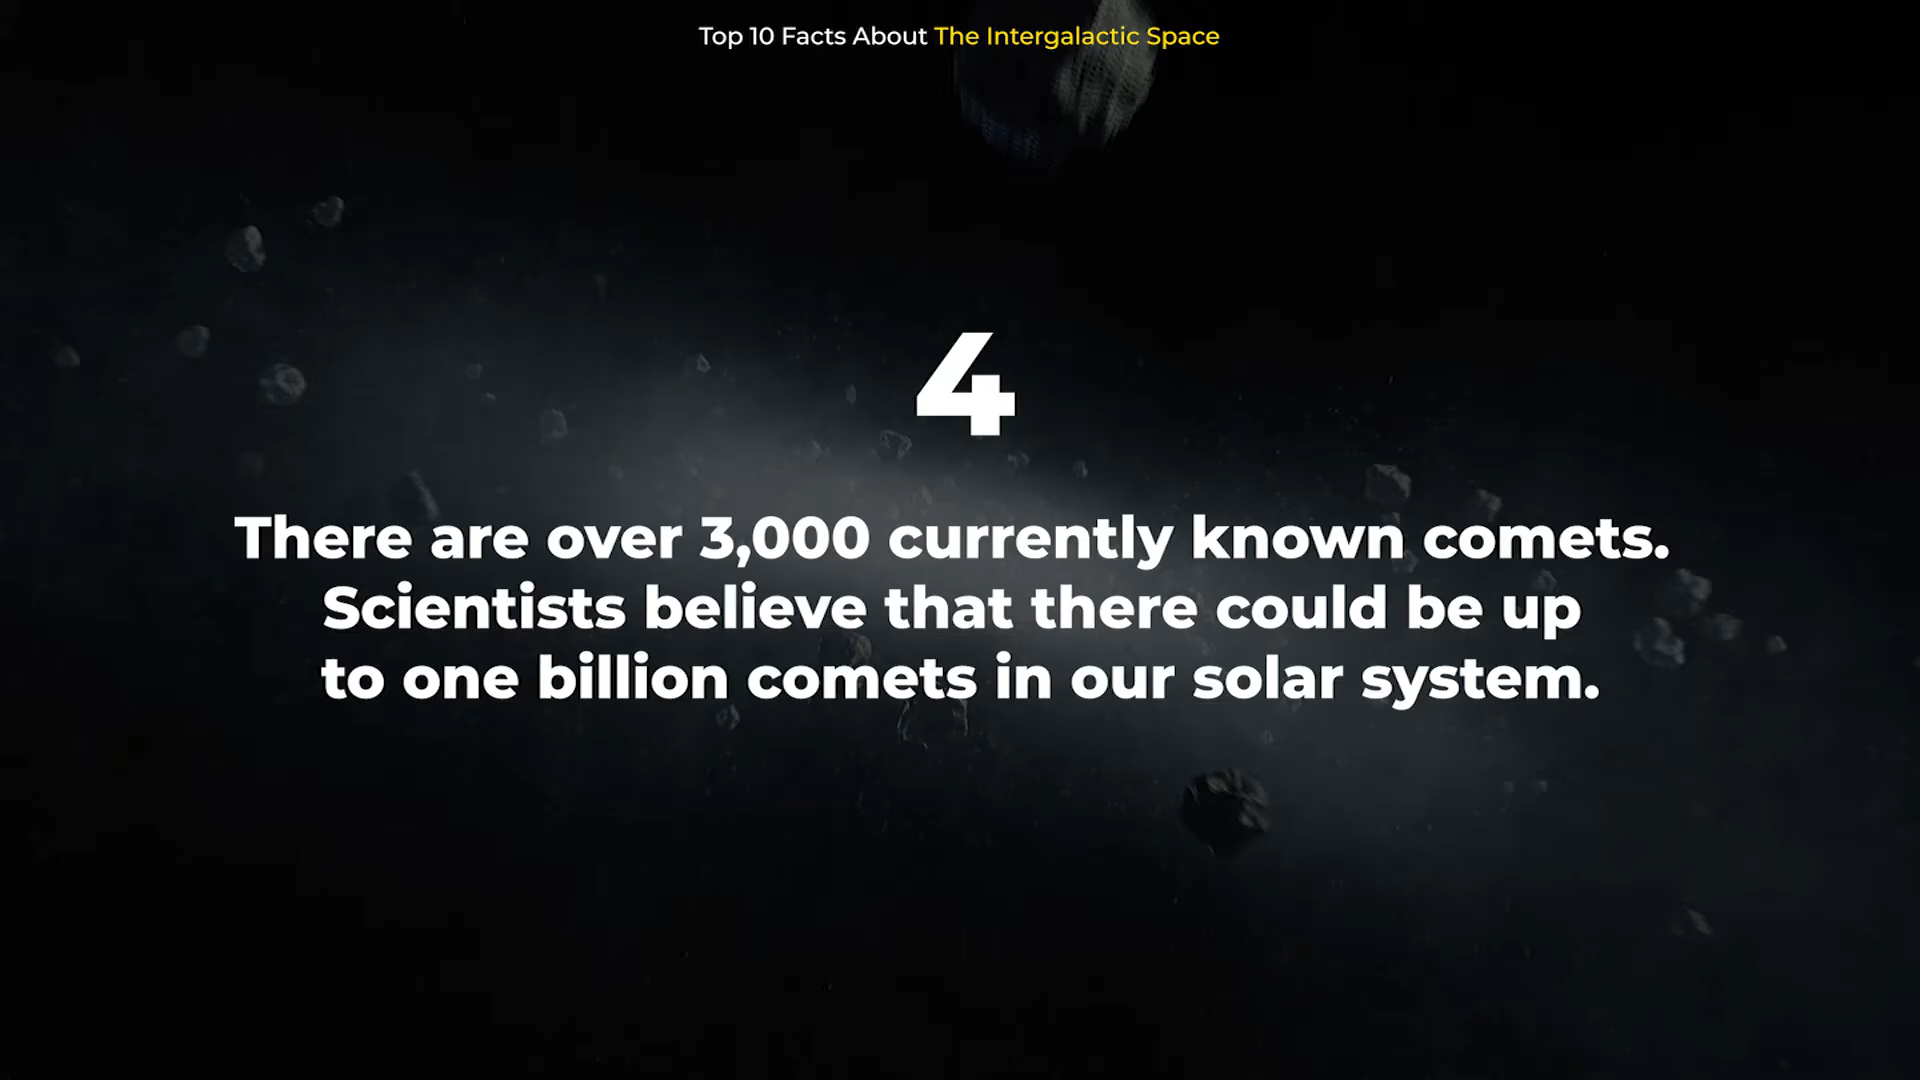 Top 10 Facts About The Intergalactic Space
4
There are over 3,000 currently known comets.
Scientists believe that there could be up
to one billion comets in our solar system.